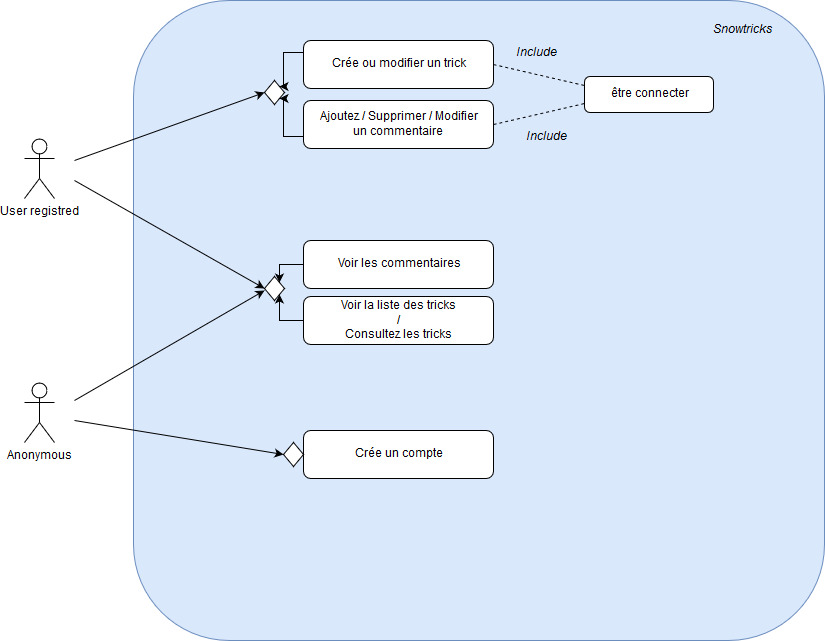 Snowtricks
Crée ou modifier un trick
Include
être connecter
Ajoutez / Supprimer / Modifier
un commentaire
Include
User registred
Voir les commentaires
Voir la liste des tricks
/
Consultez les tricks
Anonymous
Crée un compte